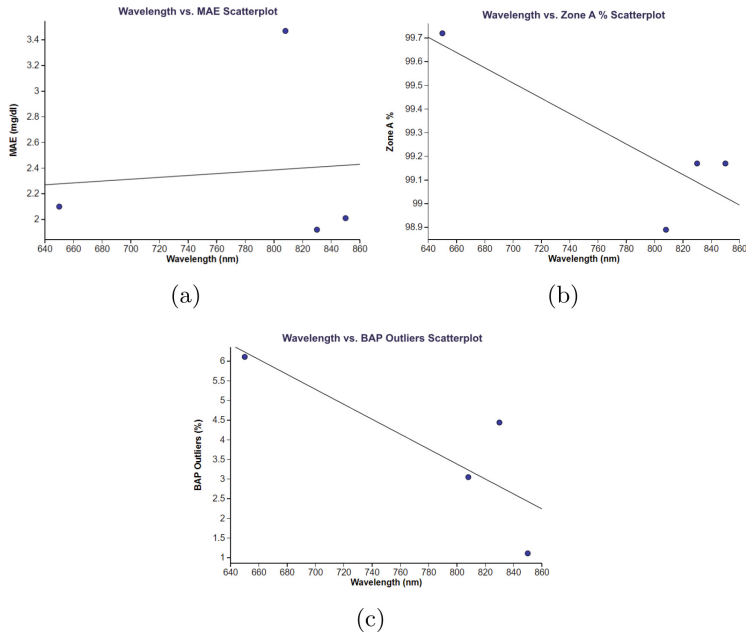 Wavelength vs. MAE Scatterplot
3.4
3.2
3
2.8
2.6
2.4
2.2
2
MAE (mg/dl)
640 660 680 700 720 740 760 780 800 820 840 860
Wavelength (nm)
(a)
Wavelength vs. Zone A % Scatterplot
99.7
99.6
99.5
99.4
99.3
99.2
99.1
99
98.9
Zone A %
640 660 680 700 720 740 760 780 800 820 840 860
Wavelength (nm)
(b)
Wavelength vs. BAP Outliers Scatterplot
6
5.5
5
4.5
4
3.5
3
2.5
2
1.5
1
BAP Outliers (%)
640 660 680 700 720 740 760 780 800 820 840 860
Wavelength (nm)
(c)